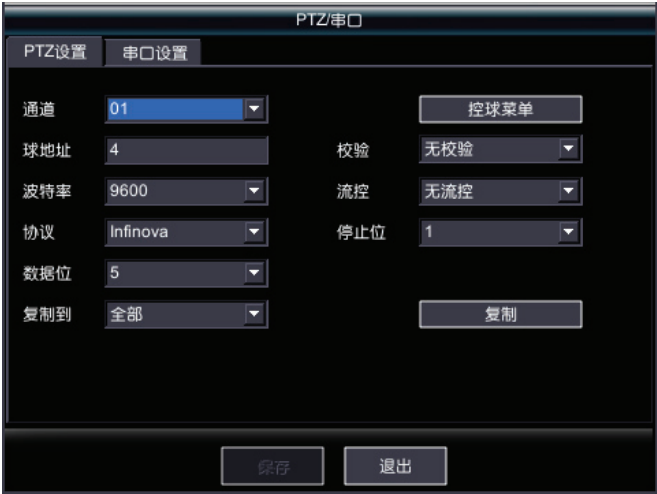 PTZ/串口
PTZ设置 串口设置
通道 01 控球菜单
球地址 4 校验 无校验
波特率 9600 流控 无流控
协议 Infinova 停止位 1
数据位 5
复制到 全部 复制
保存 退出